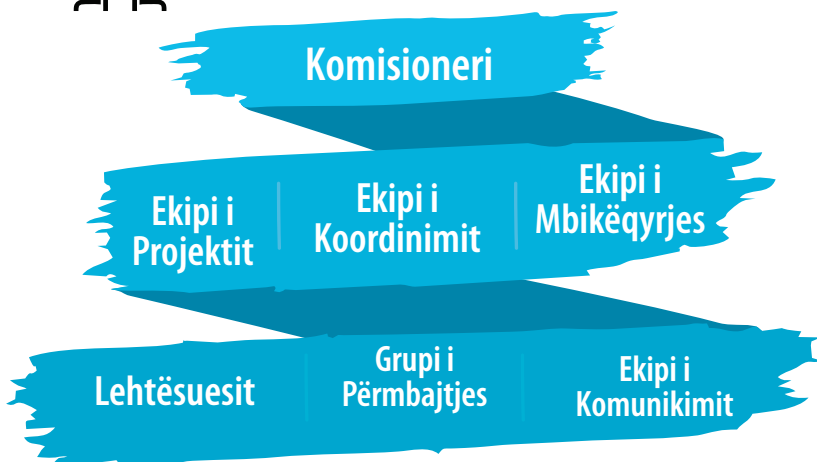 Komisioneri
Ekipi i
Projektit
Ekipi i
Koordinimit
Ekipi i
Mbikëqyrjes
Lehtësuesit
Grupi i
Përmbajtjes
Ekipi i
Komunikimit